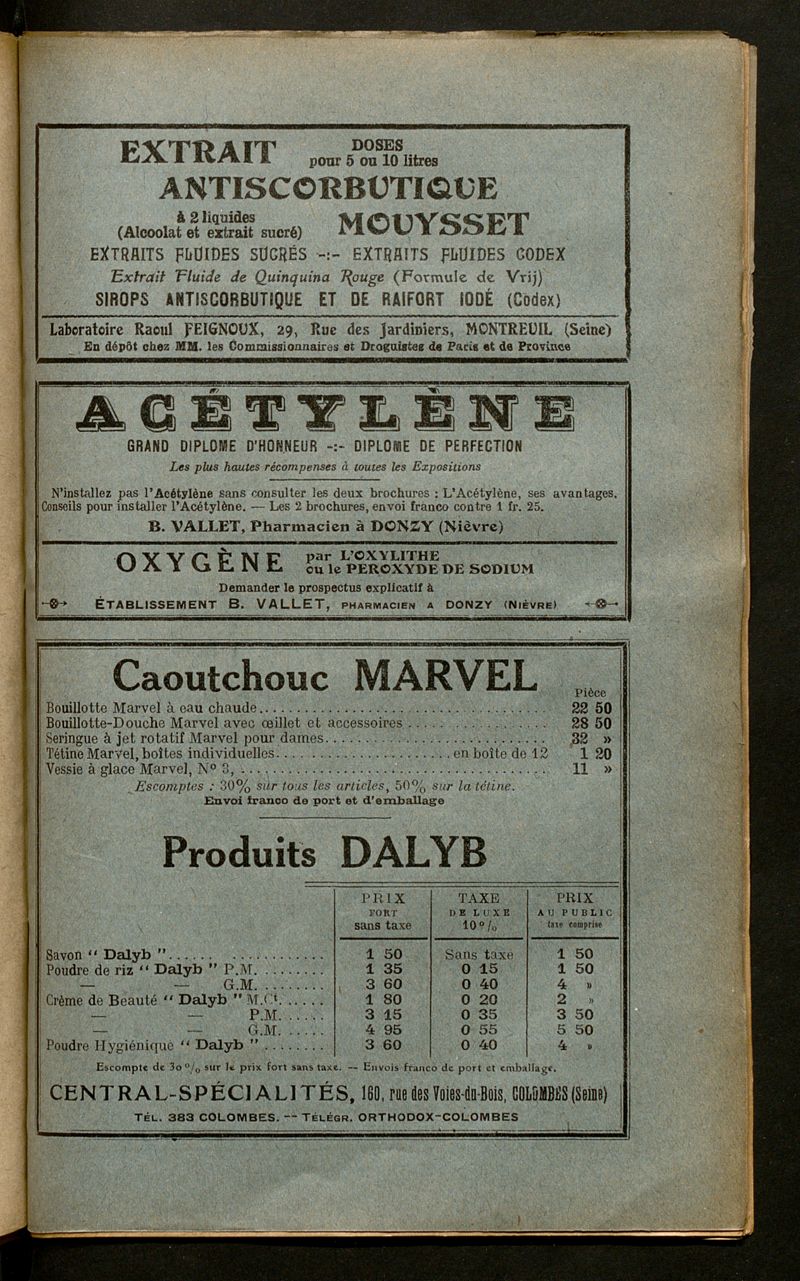 EXTRAIT DOSES pour 5 ou 10 litres
ANTISCORBUTIQUE
à 2 liquides (Alcoolat et extrait sucré) MOUYSSET
EXTRAITS FLUIDES SUCRÉS -:- EXTRAITS FLUIDES CODEX
Extrait Fluide de Quinquina Rouge (Formule de Vrij)
SIROPS ANTISCORBUTIQUE ET DE RAIFORT IODÉ (Codex)
Laboratoire Raoul FEIGNOUX, 29, Rue des Jardiniers, MONTREUIL (Seine)
En dépôt chez MM. les Commissionnaires et Droguistes de Paris et de Province
ACÉTYLÈNE
GRAND DIPLOME D'HONNEUR -:- DIPLOME DE PERFECTION
Les plus hautes récompenses à toutes les Expositions
N'installez pas l'Acétylène sans consulter les deux brochures : L'Acétylène, ses avantages.
Conseils pour installer l'Acétylène. — Les 2 brochures, envoi franco contre 1 fr. 25.
B. VALLET, Pharmacien à DONZY (Nièvre)
OXYGÈNE par L'OXYLITHE ou le PEROXYDE DE SODIUM
Demander le prospectus explicatif à
ÉTABLISSEMENT B. VALLET, PHARMACIEN A DONZY (NIÈVRE)
Caoutchouc MARVEL
Pièce
Bouillotte Marvel à eau chaude 22 50
Bouillotte-Douche Marvel avec œillet et accessoires 28 50
Seringue à jet rotatif Marvel pour dames 32 »
Tétine Marvel, boîtes individuelles en boîte de 12 1 20
Vessie à glace Marvel, N° 3, 11 »
Escomptes : 30% sur tous les articles, 50% sur la tétine.
Envoi franco de port et d'emballage
Produits DALYB
PRIX TAXE PRIX
FORT DE LUXE AU PUBLIC
sans taxe 10 % taxe comprise
Savon " Dalyb " 1 50 Sans taxe 1 50
Poudre de riz " Dalyb " P.M. 1 35 0 15 1 50
— — G.M. 3 60 0 40 4 »
Crème de Beauté " Dalyb " M.Ct. 1 80 0 20 2 »
— — P.M. 3 15 0 35 3 50
— — G.M. 4 95 0 55 5 50
Poudre Hygiénique " Dalyb " 3 60 0 40 4 »
Escompte de 30 % sur le prix fort sans taxe. — Envois franco de port et emballage.
CENTRAL-SPÉCIALITÉS, 160, rue des Voies-du-Bois, COLOMBES (Seine)
TÉL. 383 COLOMBES. — TÉLÉGR. ORTHODOX-COLOMBES